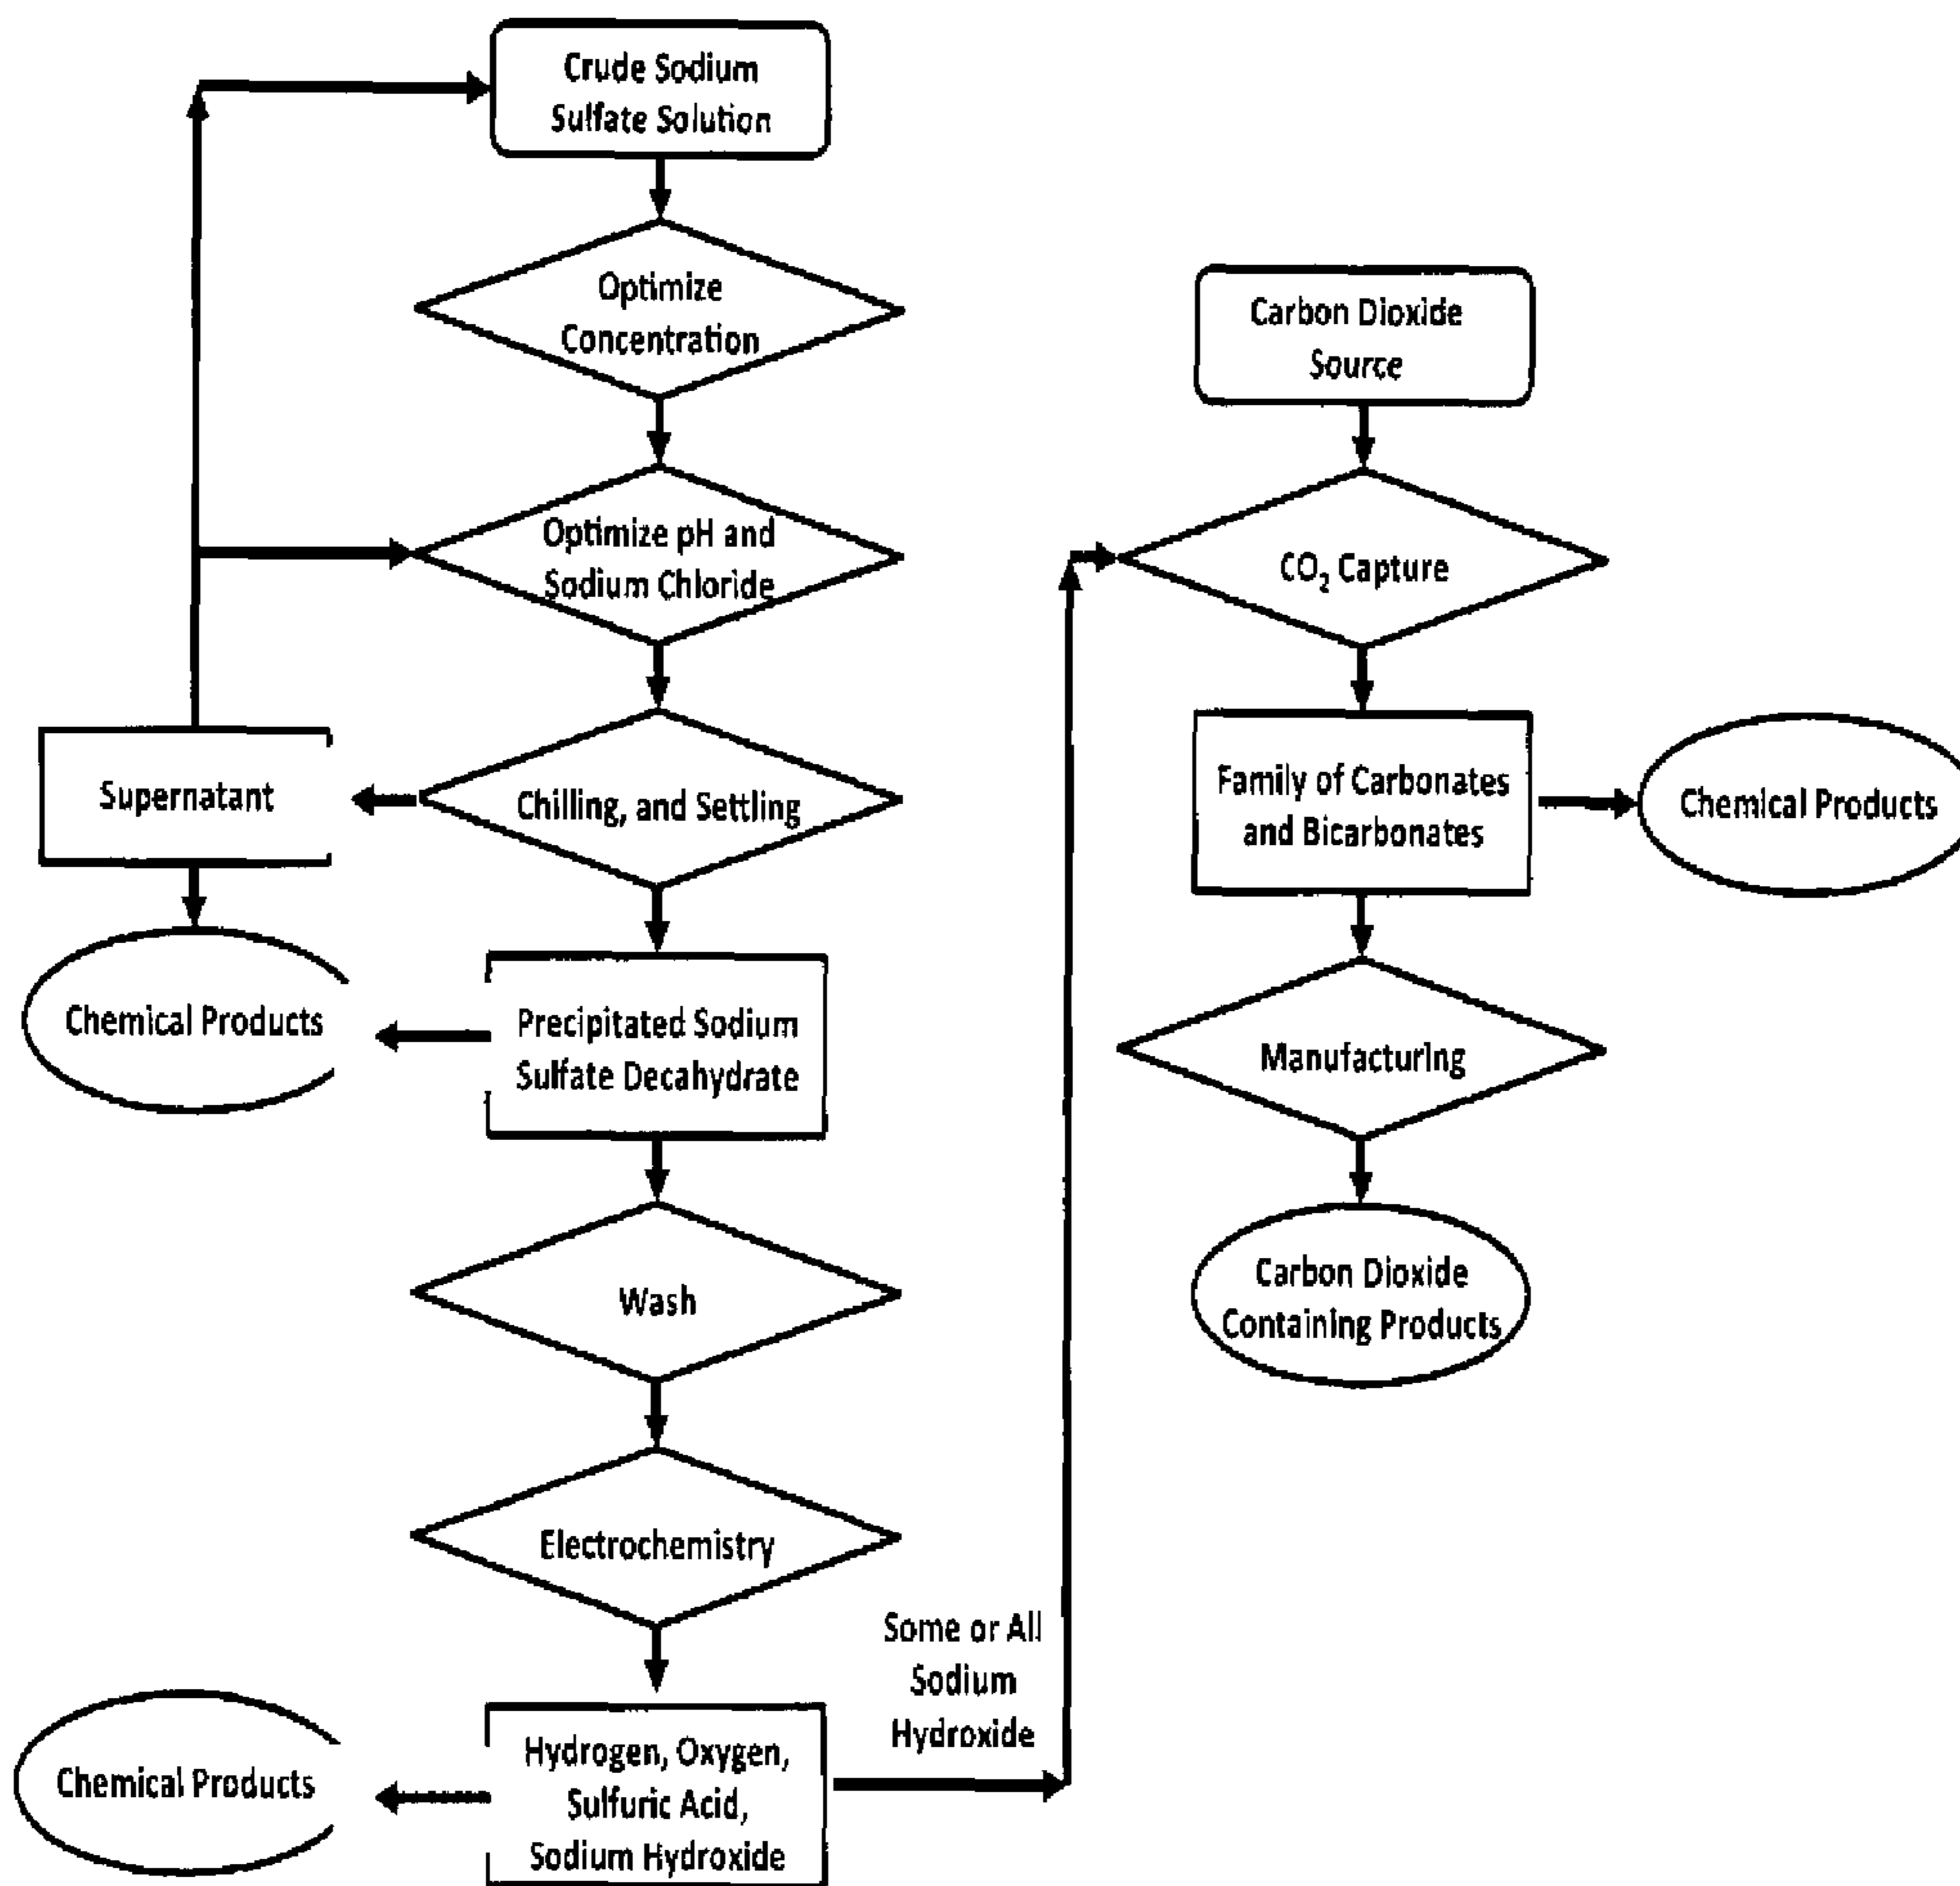 Crude Sodium
Sulfate Solution
Optimize
Concentration
Optimize pH and
Sodium Chloride
Supernatant
Chilling, and Settling
Chemical Products
Precipitated Sodium
Sulfate Decahydrate
Wash
Electrochemistry
Chemical Products
Hydrogen, Oxygen,
Sulfuric Acid,
Sodium Hydroxide
Some or All
Sodium
Hydroxide
Carbon Dioxide
Source
CO₂ Capture
Family of Carbonates
and Bicarbonates
Chemical Products
Manufacturing
Carbon Dioxide
Containing Products